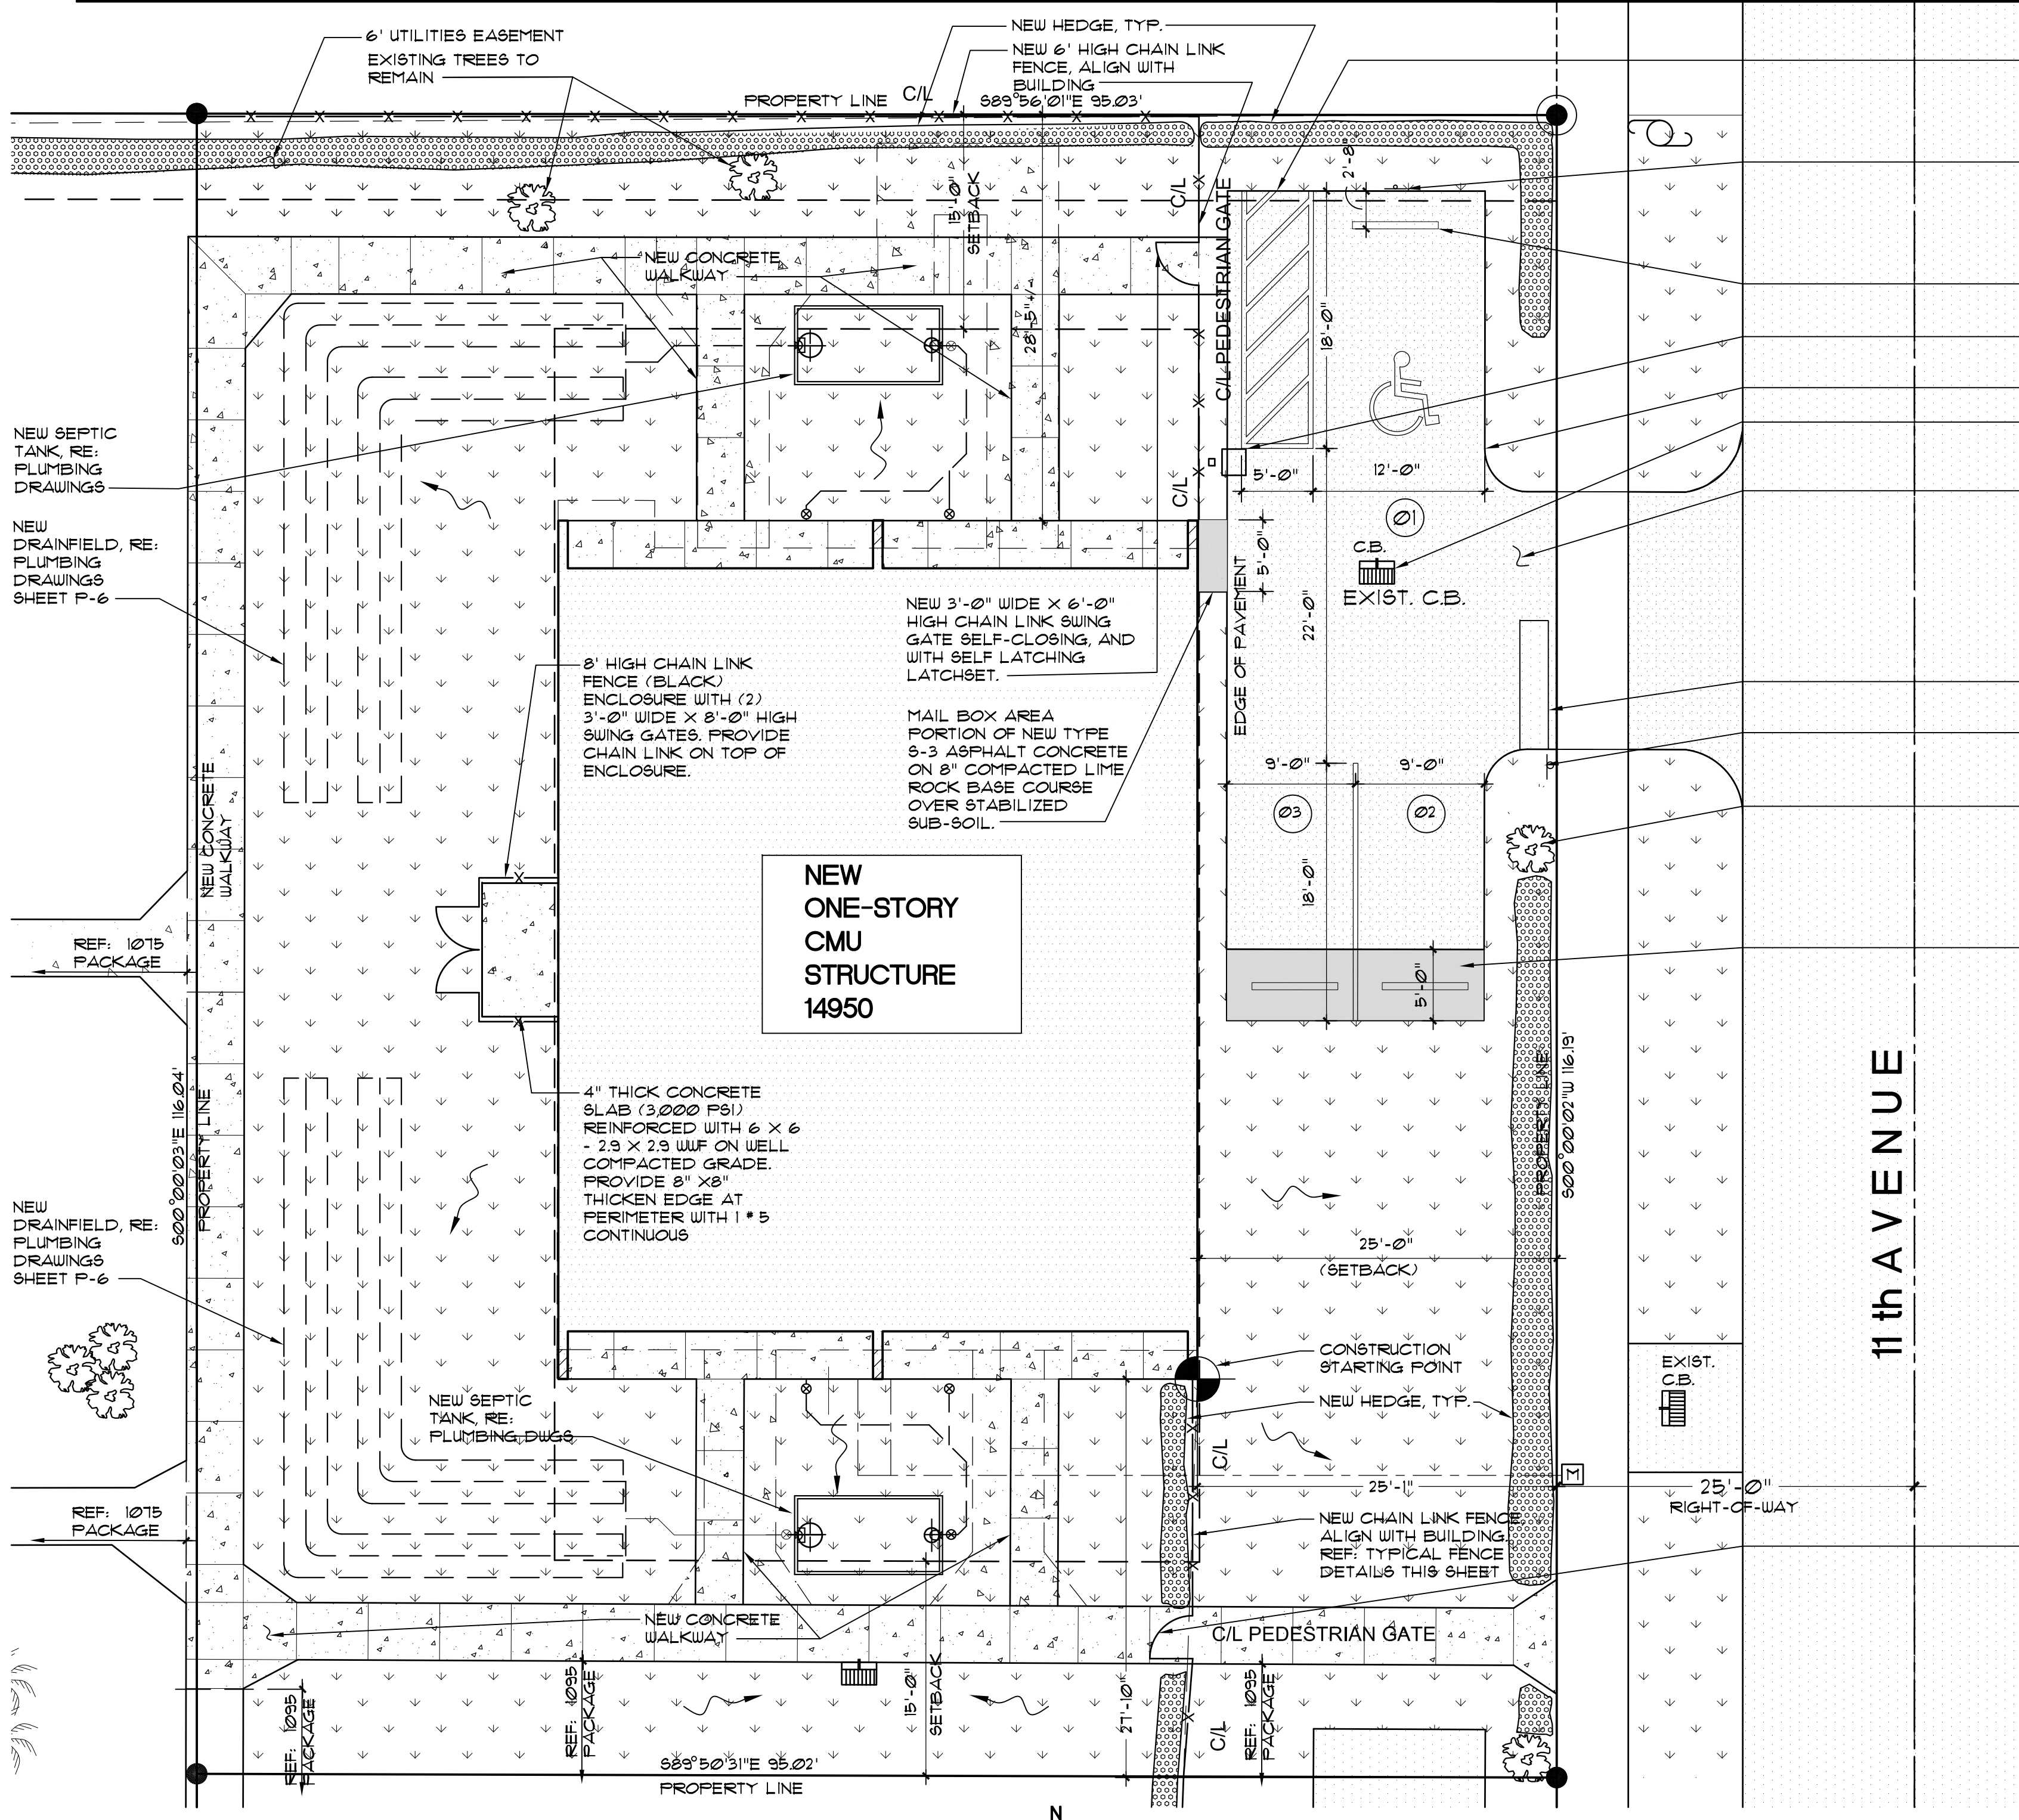 6' UTILITIES EASEMENT
EXISTING TREES TO
REMAIN
NEW HEDGE, TYP.
NEW 6' HIGH CHAIN LINK
FENCE, ALIGN WITH
BUILDING
PROPERTY LINE
C/L
S89°56'01"E 95.03'
15'-0"
SETBACK
C/L
2'-8"
C/L PEDESTRIAN GATE
NEW CONCRETE
WALKWAY
28'-5"+/-
18'-0"
NEW SEPTIC
TANK, RE:
PLUMBING
DRAWINGS
C/L
5'-0"
12'-0"
01
NEW
DRAINFIELD, RE:
PLUMBING
DRAWINGS
SHEET P-6
5'-0"
C.B.
EXIST. C.B.
EDGE OF PAVEMENT
22'-0"
NEW 3'-0" WIDE X 6'-0"
HIGH CHAIN LINK SWING
GATE SELF-CLOSING, AND
WITH SELF LATCHING
LATCHSET.
8' HIGH CHAIN LINK
FENCE (BLACK)
ENCLOSURE WITH (2)
3'-0" WIDE X 8'-0" HIGH
SWING GATES. PROVIDE
CHAIN LINK ON TOP OF
ENCLOSURE.
MAIL BOX AREA
PORTION OF NEW TYPE
S-3 ASPHALT CONCRETE
ON 8" COMPACTED LIME
ROCK BASE COURSE
OVER STABILIZED
SUB-SOIL.
9'-0"
9'-0"
03
02
NEW CONCRETE
WALKWAY
18'-0"
NEW
ONE-STORY
CMU
STRUCTURE
14950
REF: 1075
PACKAGE
5'-0"
S00°00'03"E 116.04'
PROPERTY LINE
PROPERTY LINE
S00°00'02"W 116.19'
11th AVENUE
4" THICK CONCRETE
SLAB (3,000 PSI)
REINFORCED WITH 6 X 6
- 2.9 X 2.9 WWF ON WELL
COMPACTED GRADE.
PROVIDE 8" X8"
THICKEN EDGE AT
PERIMETER WITH 1 # 5
CONTINUOUS
NEW
DRAINFIELD, RE:
PLUMBING
DRAWINGS
SHEET P-6
25'-0"
(SETBACK)
CONSTRUCTION
STARTING POINT
EXIST.
C.B.
NEW HEDGE, TYP.
NEW SEPTIC
TANK, RE:
PLUMBING DWGS
C/L
M
25'-1"
25'-0"
RIGHT-OF-WAY
REF: 1075
PACKAGE
NEW CHAIN LINK FENCE,
ALIGN WITH BUILDING,
REF: TYPICAL FENCE
DETAILS THIS SHEET
NEW CONCRETE
WALKWAY
C/L PEDESTRIAN GATE
REF: 1095
PACKAGE
REF: 1095
PACKAGE
15'-0"
SETBACK
27'-10"
C/L
REF: 1095
PACKAGE
S89°50'31"E 95.02'
PROPERTY LINE
N